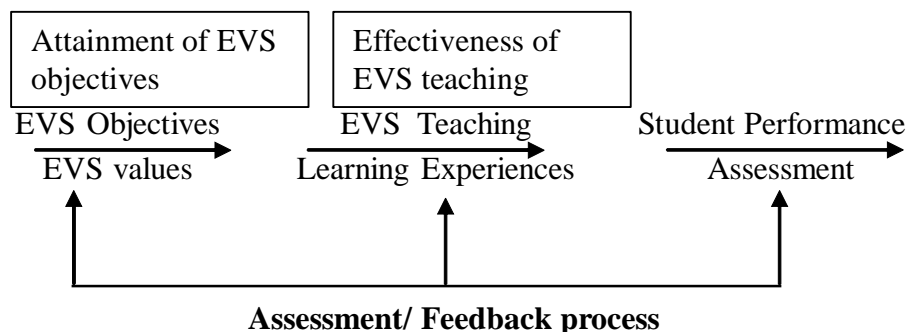 Attainment of EVS
objectives
Effectiveness of
EVS teaching
EVS Objectives
EVS values
EVS Teaching
Learning Experiences
Student Performance
Assessment
Assessment/ Feedback process